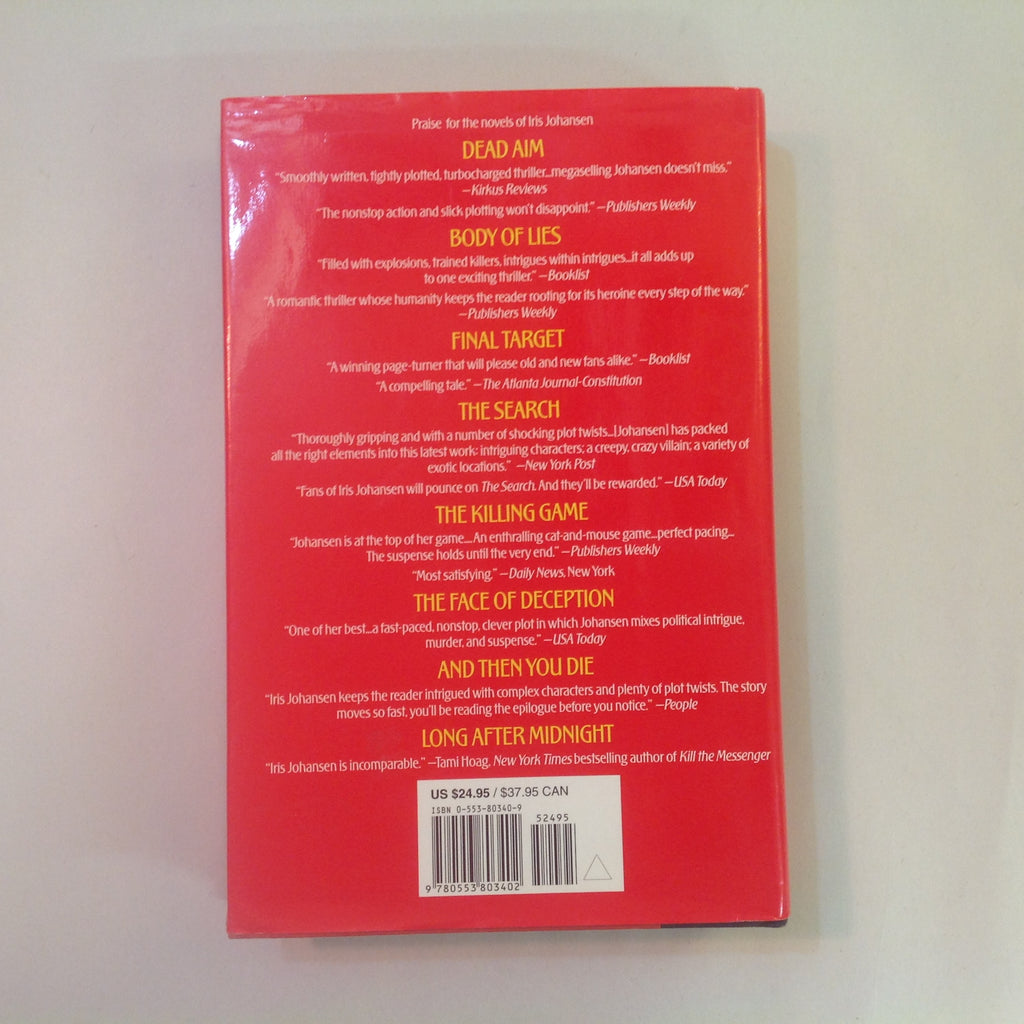 Praise for the novels of Iris Johansen
DEAD AIM
"Smoothly written, tightly plotted, turbocharged thriller...megaselling Johansen doesn't miss."
—Kirkus Reviews
"The nonstop action and slick plotting won't disappoint." —Publishers Weekly
BODY OF LIES
"Filled with explosions, trained killers, intrigues within intrigues...it all adds up
to one exciting thriller." —Booklist
"A romantic thriller whose humanity keeps the reader rooting for its heroine every step of the way."
—Publishers Weekly
FINAL TARGET
"A winning page-turner that will please old and new fans alike." —Booklist
"A compelling tale." —The Atlanta Journal-Constitution
THE SEARCH
"Thoroughly gripping and with a number of shocking plot twists...[Johansen] has packed
all the right elements into this latest work: intriguing characters; a creepy, crazy villain; a variety of
exotic locations." —New York Post
"Fans of Iris Johansen will pounce on The Search. And they'll be rewarded." —USA Today
THE KILLING GAME
"Johansen is at the top of her game....An enthralling cat-and-mouse game...perfect pacing...
The suspense holds until the very end." —Publishers Weekly
"Most satisfying." —Daily News, New York
THE FACE OF DECEPTION
"One of her best...a fast-paced, nonstop, clever plot in which Johansen mixes political intrigue,
murder, and suspense." —USA Today
AND THEN YOU DIE
"Iris Johansen keeps the reader intrigued with complex characters and plenty of plot twists. The story
moves so fast, you'll be reading the epilogue before you notice." —People
LONG AFTER MIDNIGHT
"Iris Johansen is incomparable." —Tami Hoag, New York Times bestselling author of Kill the Messenger
US $24.95 / $37.95 CAN
ISBN 0-553-80340-9
52495
9 780553 803402